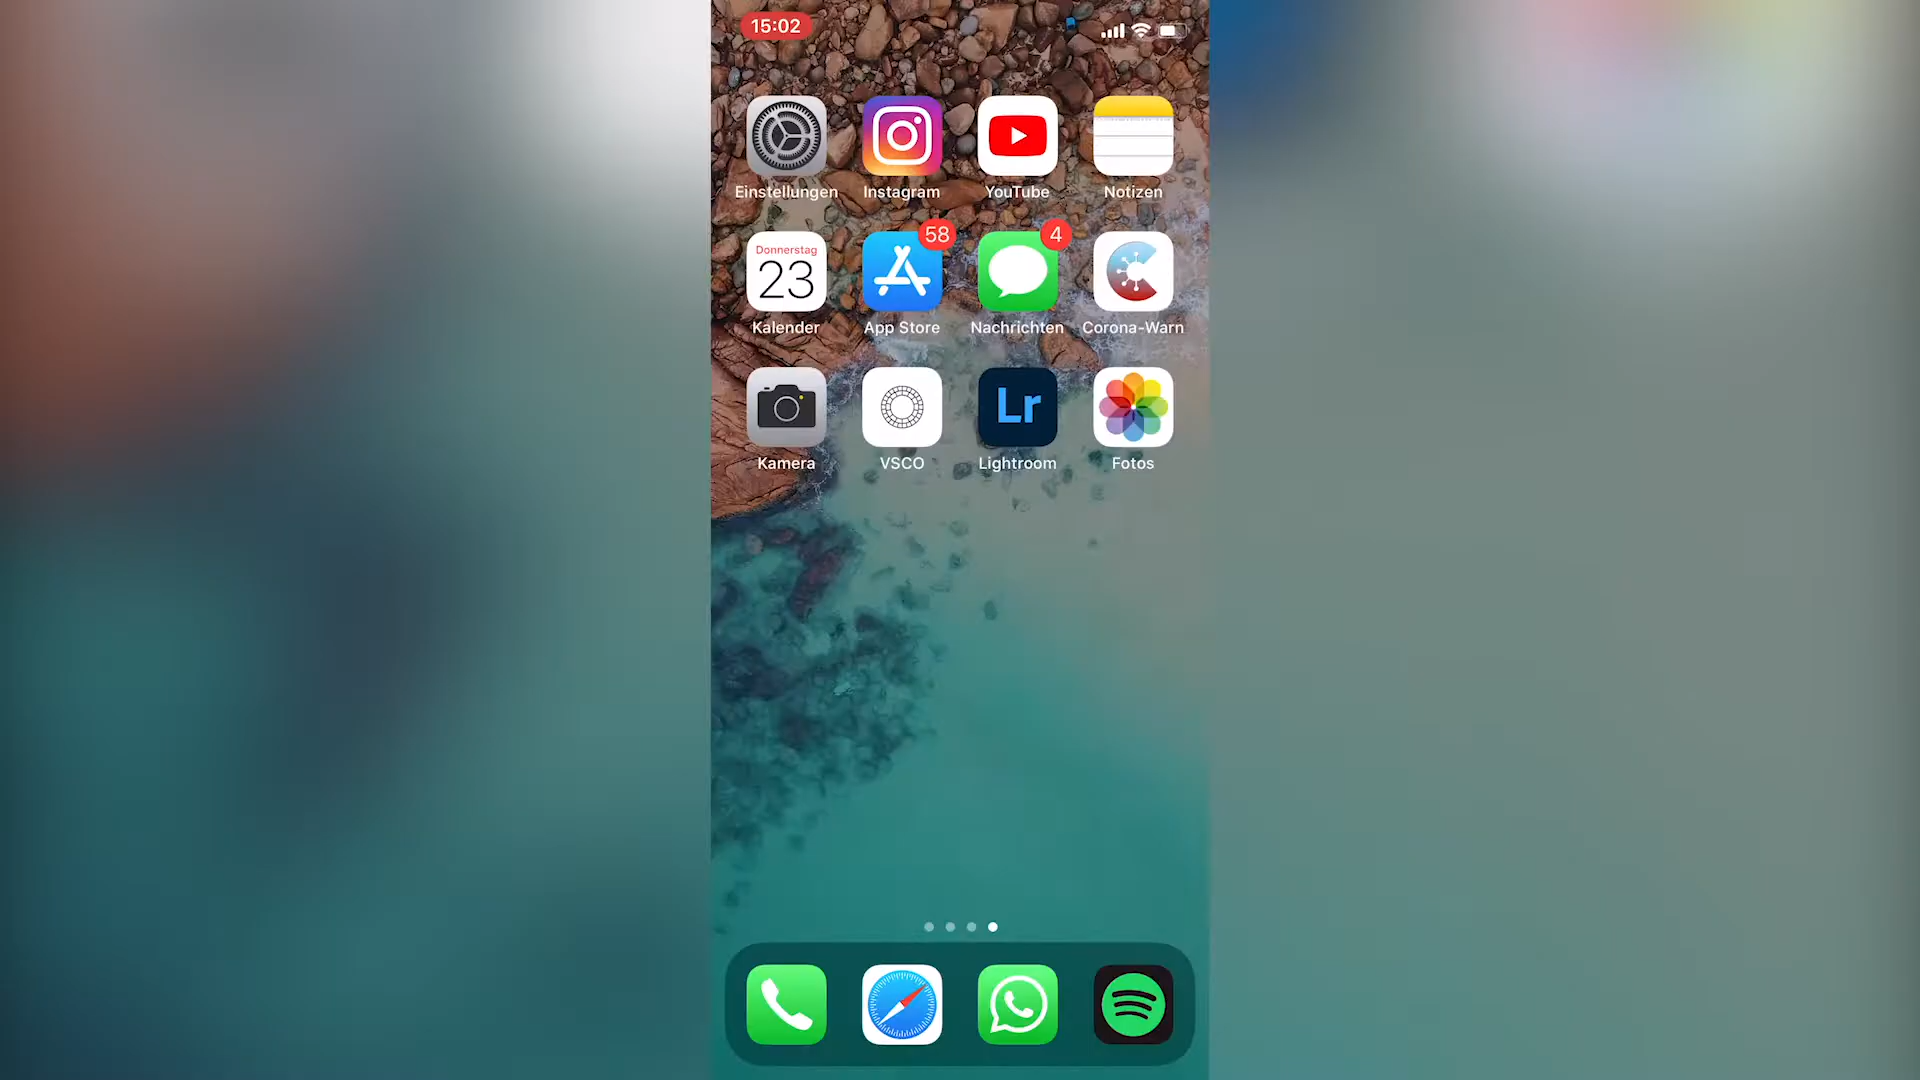 15:02
Einstellungen Instagram YouTube Notizen
58 4
Donnerstag
23
Kalender App Store Nachrichten Corona-Warn
Lr
Kamera VSCO Lightroom Fotos